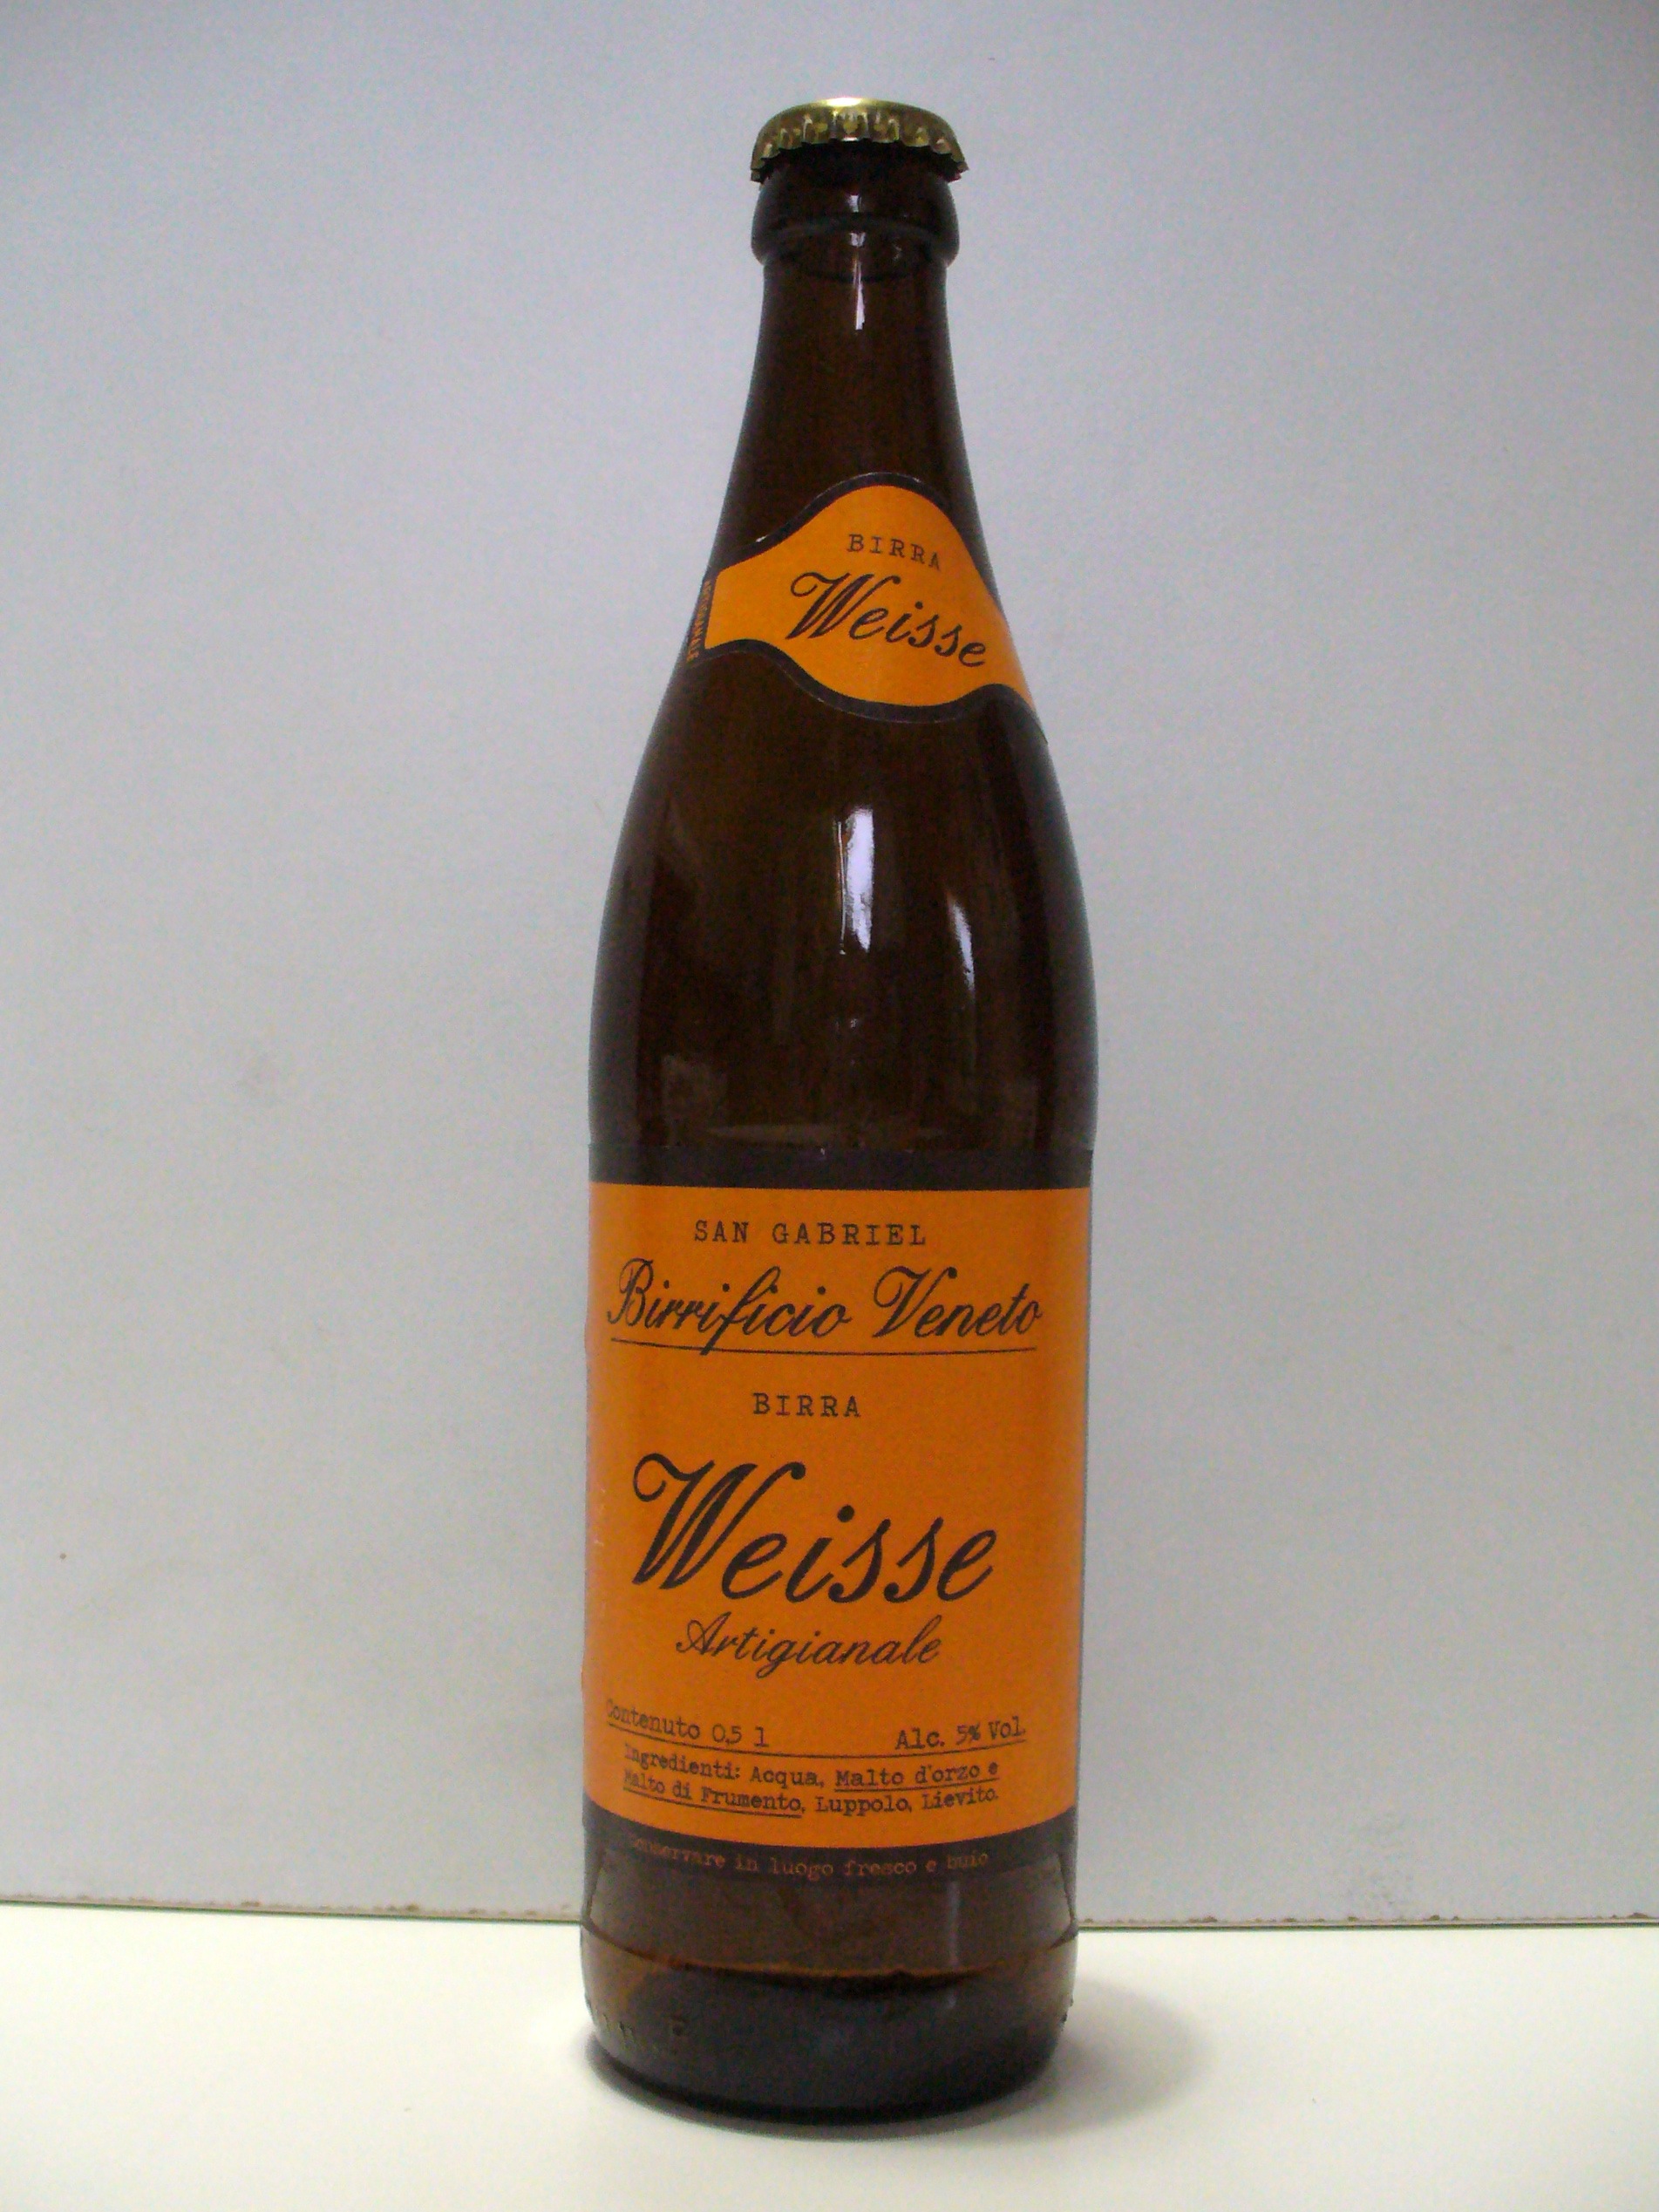 BIRRA
Weisse
ARTIGIANALE
SAN GABRIEL
Birrificio Veneto
BIRRA
Weisse
Artigianale
Contenuto 0,5 l Alc. 5% Vol.
Ingredienti: Acqua, Malto d'orzo e
Malto di Frumento, Luppolo, Lievito.
Conservare in luogo fresco e buio